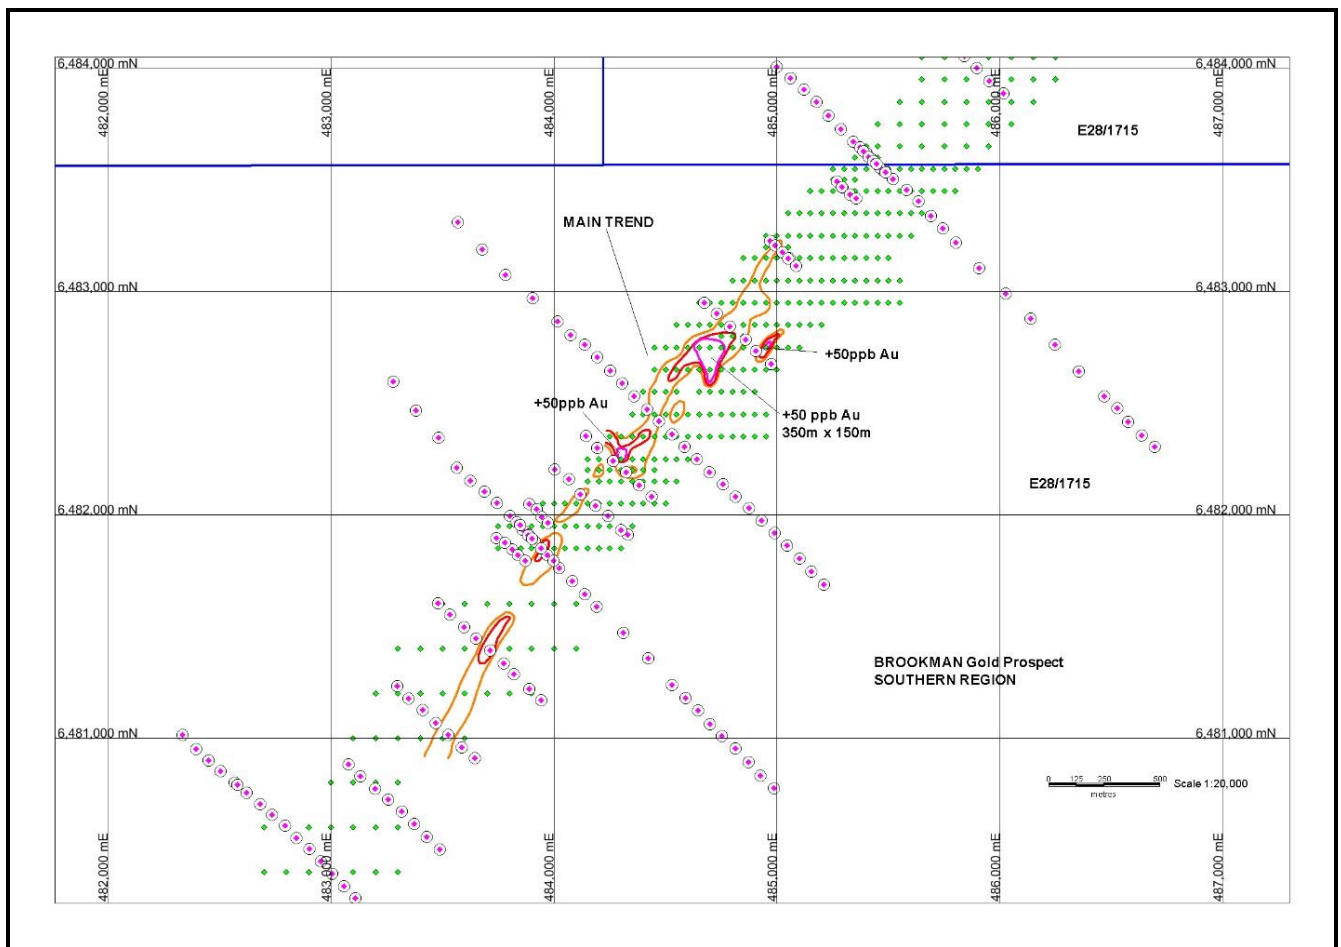 6,484,000 mN
6,484,000 mN
482,000 mE
483,000 mE
484,000 mE
485,000 mE
486,000 mE
487,000 mE
E28/1715
MAIN TREND
6,483,000 mN
6,483,000 mN
+50ppb Au
+50ppb Au
+50 ppb Au
350m x 150m
E28/1715
6,482,000 mN
6,482,000 mN
BROOKMAN Gold Prospect
SOUTHERN REGION
6,481,000 mN
6,481,000 mN
0 125 250 500
Scale 1:20,000
metres
482,000 mE
483,000 mE
484,000 mE
485,000 mE
486,000 mE
487,000 mE